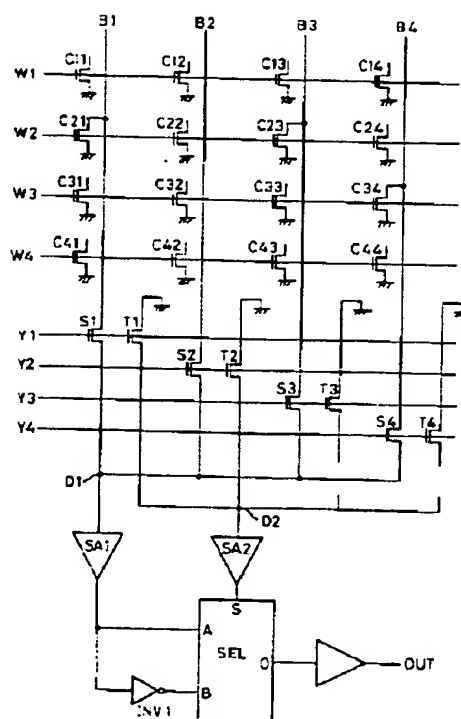 B1 B2 B3 B4
C11 C12 C13 C14
W1
C21 C22 C23 C24
W2
C31 C32 C33 C34
W3
C41 C42 C43 C44
W4
S1 T1
Y1
S2 T2
Y2
S3 T3
Y3
S4 T4
Y4
D1
D2
SA1 SA2
S
A
SEL
O OUT
B
INV1